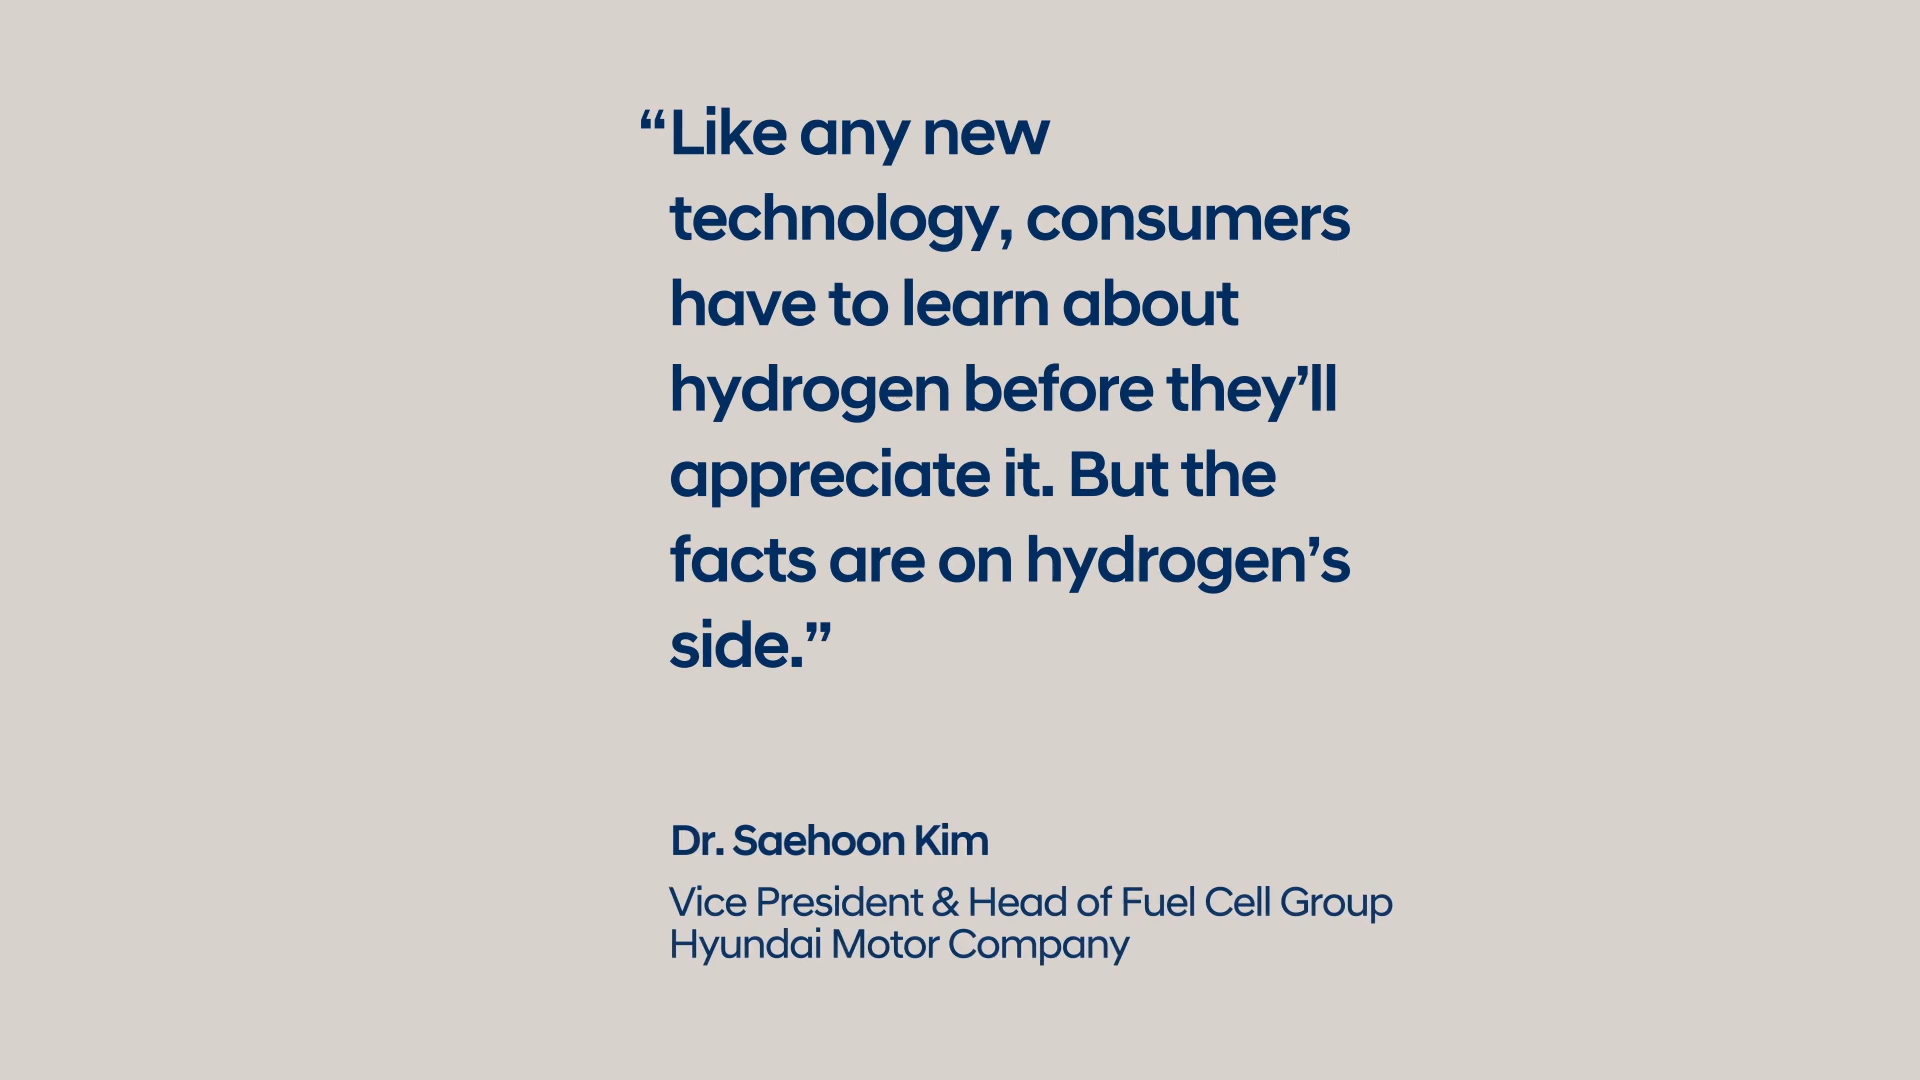 “Like any new
technology, consumers
have to learn about
hydrogen before they’ll
appreciate it. But the
facts are on hydrogen’s
side.”
Dr. Saehoon Kim
Vice President & Head of Fuel Cell Group
Hyundai Motor Company